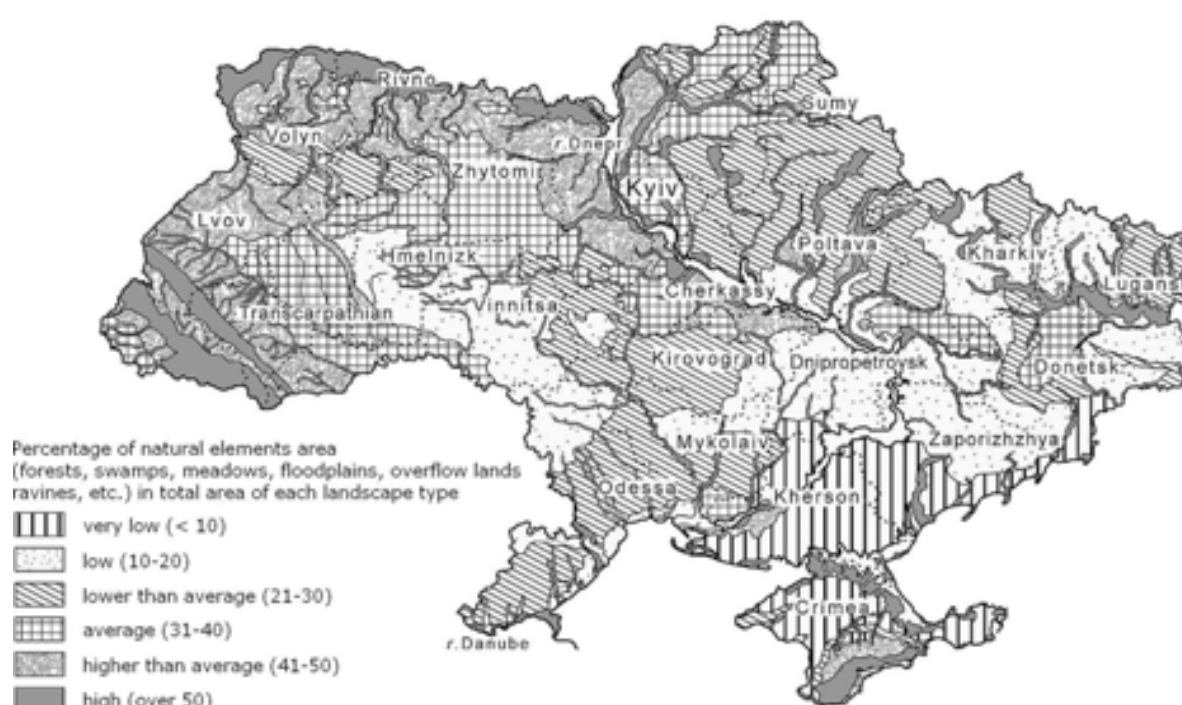 Rivno
Sumy
Volyn
r.Dnepr
Zhytomi
Kyiv
Lvov
Poltava
Kharkiv
Hmelnizk
Lugans
Cherkassy
Vinnitsa
Transcarpathian
Kirovograd
Dnipropetrovsk
Donetsk
Mykolaiv
Zaporizhzhya
Odessa
Kherson
Crimea
r.Danube
Percentage of natural elements area
(forests, swamps, meadows, floodplains, overflow lands
ravines, etc.) in total area of each landscape type
very low (< 10)
low (10-20)
lower than average (21-30)
average (31-40)
higher than average (41-50)
high (over 50)